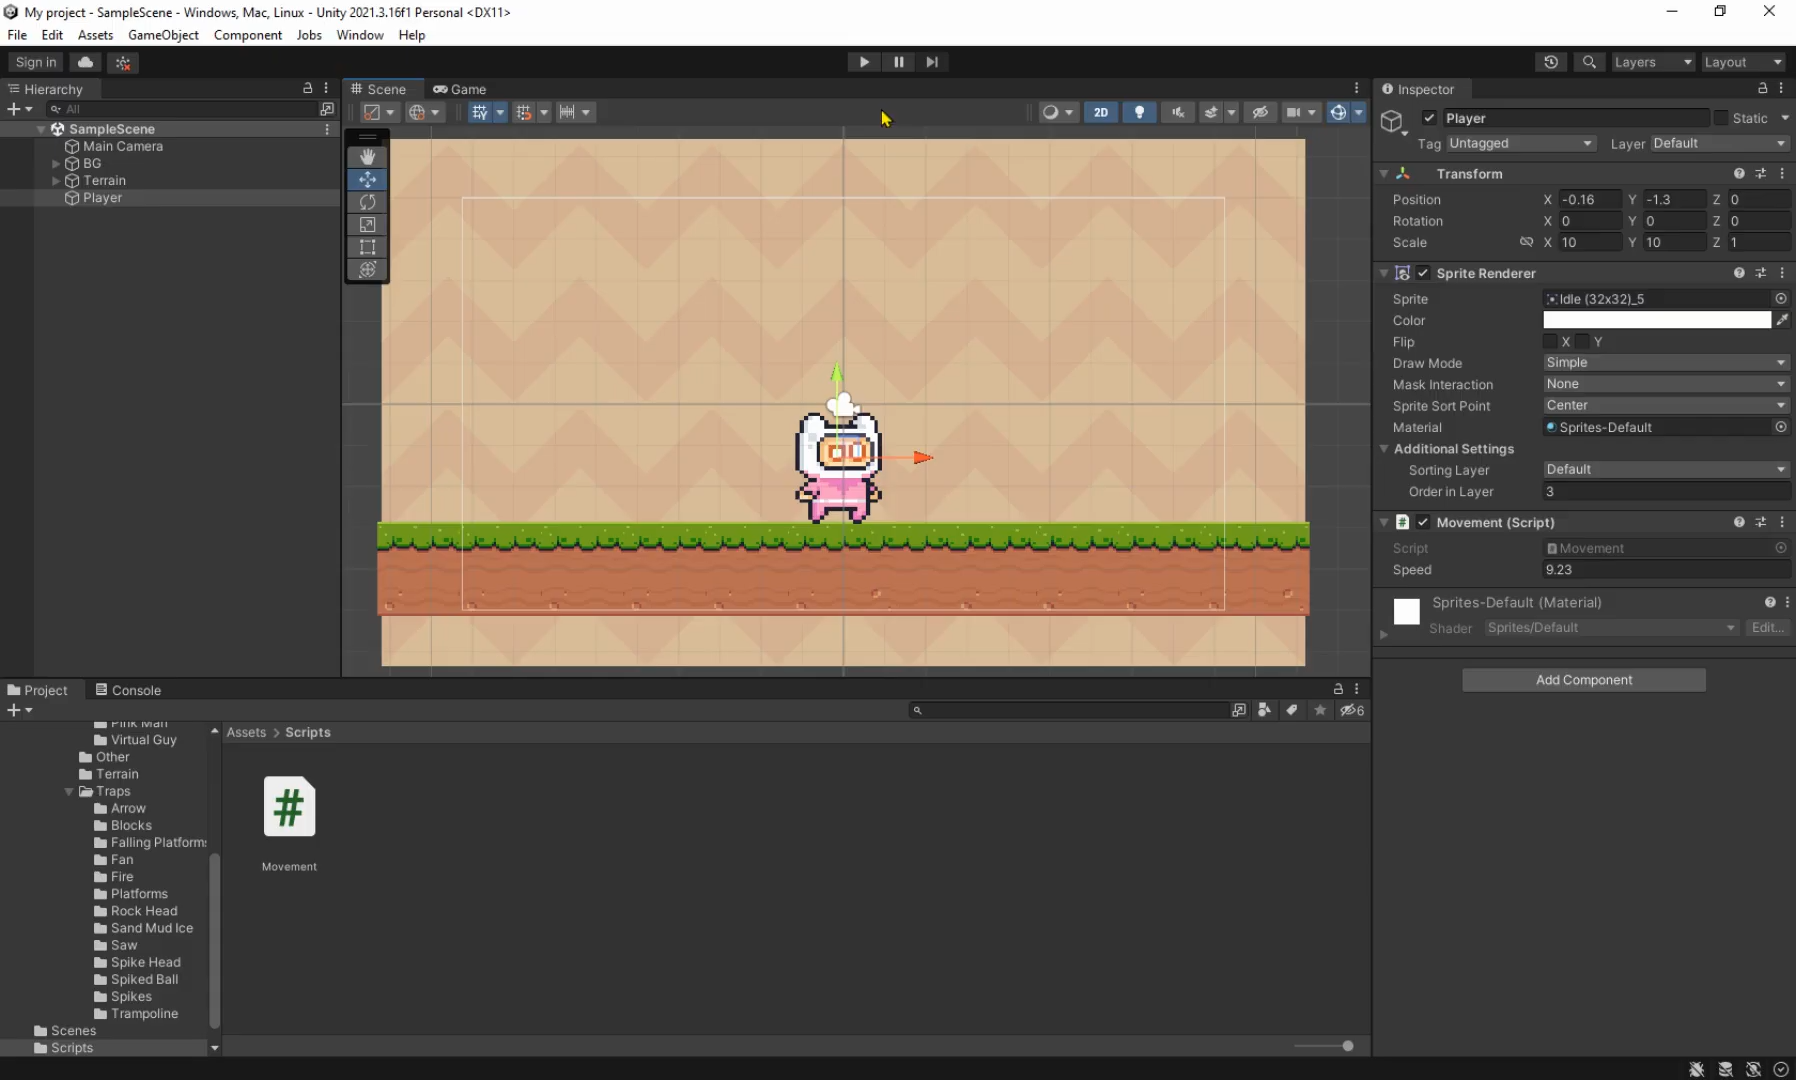 My project - SampleScene - Windows, Mac, Linux - Unity 2021.3.16f1 Personal <DX11>
File Edit Assets GameObject Component Jobs Window Help
Sign in
Layers
Layout
Hierarchy
All
SampleScene
Main Camera
BG
Terrain
Player
Scene
Game
2D
Inspector
Player
Static
Tag Untagged Layer Default
Transform
Position X -0.16 Y -1.3 Z 0
Rotation X 0 Y 0 Z 0
Scale X 10 Y 10 Z 1
Sprite Renderer
Sprite Idle (32x32)_5
Color
Flip X Y
Draw Mode Simple
Mask Interaction None
Sprite Sort Point Center
Material Sprites-Default
Additional Settings
Sorting Layer Default
Order in Layer 3
# Movement (Script)
Script Movement
Speed 9.23
Sprites-Default (Material)
Shader Sprites/Default Edit...
Add Component
Project
Console
6
Pink Man
Virtual Guy
Other
Terrain
Traps
Arrow
Blocks
Falling Platform
Fan
Fire
Platforms
Rock Head
Sand Mud Ice
Saw
Spike Head
Spiked Ball
Spikes
Trampoline
Scenes
Scripts
Assets > Scripts
#
Movement